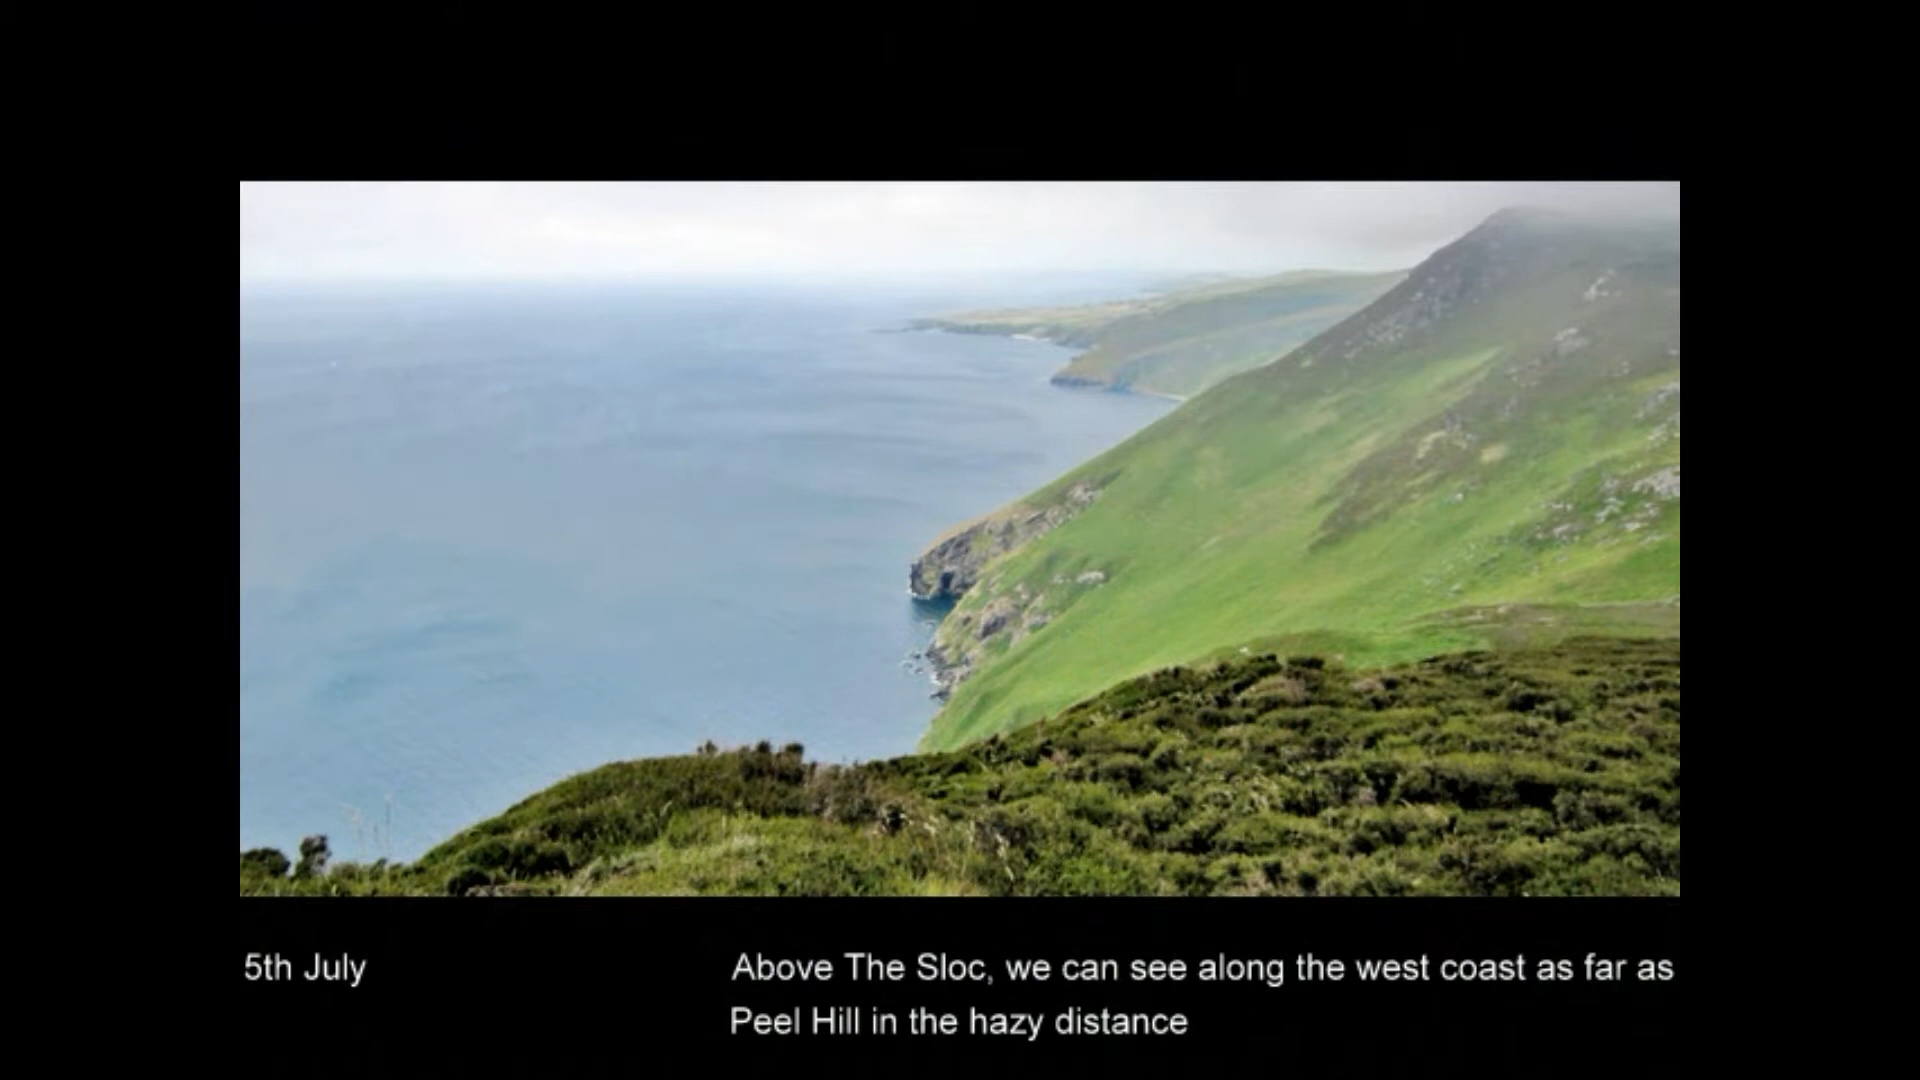 5th July
Above The Sloc, we can see along the west coast as far as
Peel Hill in the hazy distance